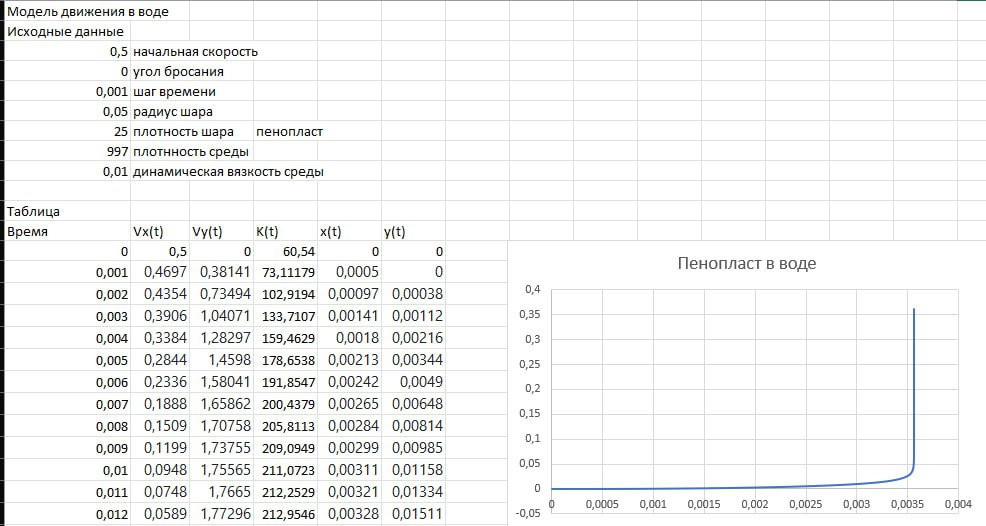 Модель движения в воде
Исходные данные
0,5 начальная скорость
0 угол бросания
0,001 шаг времени
0,05 радиус шара
25 плотность шара пенопласт
997 плотнность среды
0,01 динамическая вязкость среды
Таблица
Время Vx(t) Vy(t) K(t) x(t) y(t)
0 0,5 0 60,54 0 0
0,001 0,4697 0,38141 73,11179 0,0005 0
0,002 0,4354 0,73494 102,9194 0,00097 0,00038
0,003 0,3906 1,04071 133,7107 0,00141 0,00112
0,004 0,3384 1,28297 159,4629 0,0018 0,00216
0,005 0,2844 1,4598 178,6538 0,00213 0,00344
0,006 0,2336 1,58041 191,8547 0,00242 0,0049
0,007 0,1888 1,65862 200,4379 0,00265 0,00648
0,008 0,1509 1,70758 205,8113 0,00284 0,00814
0,009 0,1199 1,73755 209,0949 0,00299 0,00985
0,01 0,0948 1,75565 211,0723 0,00311 0,01158
0,011 0,0748 1,7665 212,2529 0,00321 0,01334
0,012 0,0589 1,77296 212,9546 0,00328 0,01511
Пенопласт в воде
0,4
0,35
0,3
0,25
0,2
0,15
0,1
0,05
0
-0,05
0 0,0005 0,001 0,0015 0,002 0,0025 0,003 0,0035 0,004